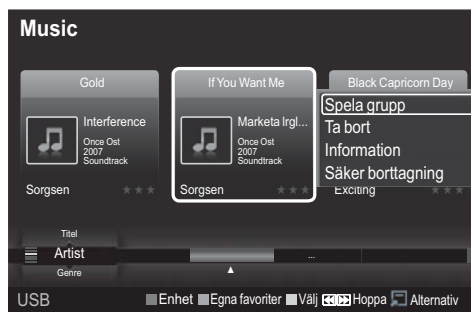 Music
Gold
If You Want Me
Black Capricorn Day
Interference
Once Ost
2007
Soundtrack
Sorgsen
Marketa Irgl...
Once Ost
2007
Soundtrack
Sorgsen
Spela grupp
Ta bort
Information
Säker borttagning
Exciting
Titel
Artist
Genre
...
USB
Enhet Egna favoriter Välj Hoppa Alternativ